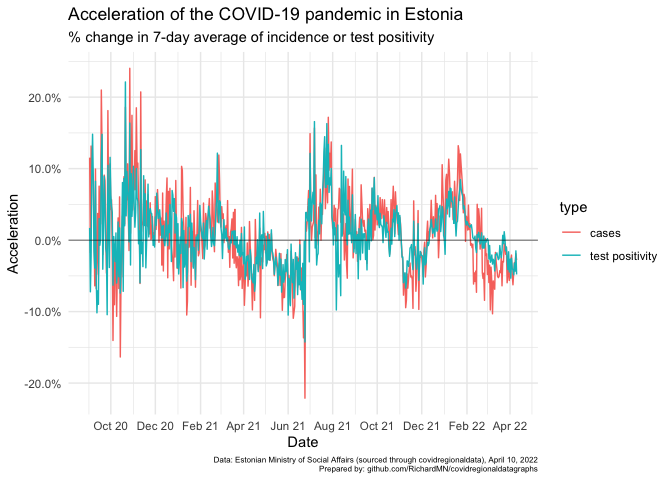 Acceleration of the COVID-19 pandemic in Estonia
% change in 7-day average of incidence or test positivity
Acceleration
20.0%
10.0%
0.0%
-10.0%
-20.0%
Oct 20 Dec 20 Feb 21 Apr 21 Jun 21 Aug 21 Oct 21 Dec 21 Feb 22 Apr 22
Date
type
cases
test positivity
Data: Estonian Ministry of Social Affairs (sourced through covidregionaldata), April 10, 2022
Prepared by: github.com/RichardMN/covidregionaldatagraphs